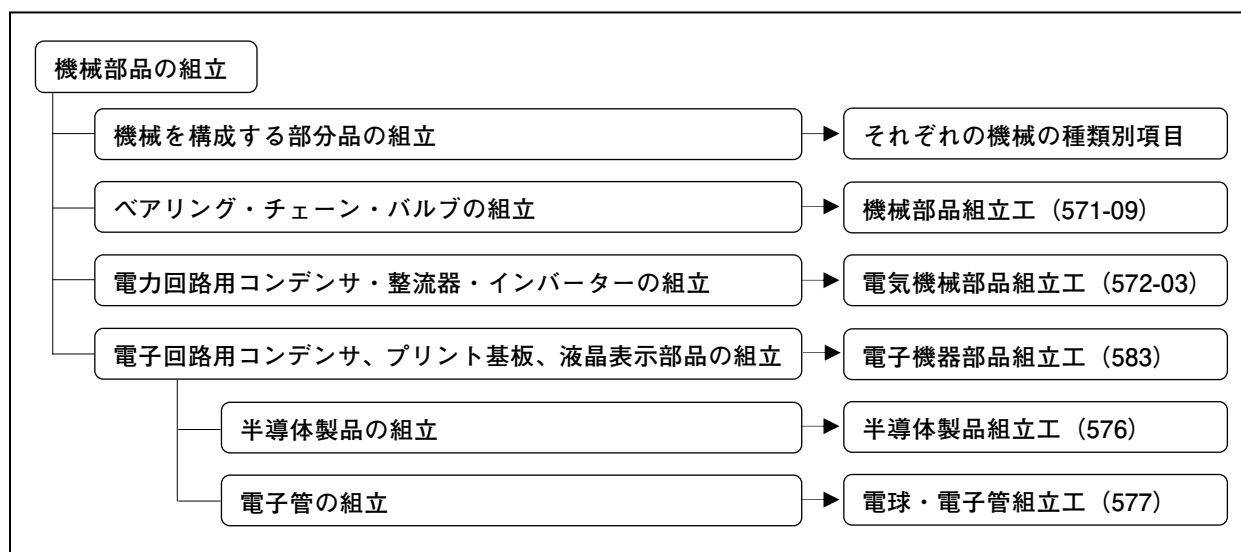 機械部品の組立
機械を構成する部分品の組立
それぞれの機械の種類別項目
ベアリング・チェーン・バルブの組立
機械部品組立工（571-09）
電力回路用コンデンサ・整流器・インバーターの組立
電気機械部品組立工（572-03）
電子回路用コンデンサ、プリント基板、液晶表示部品の組立
電子機器部品組立工（583）
半導体製品の組立
半導体製品組立工（576）
電子管の組立
電球・電子管組立工（577）